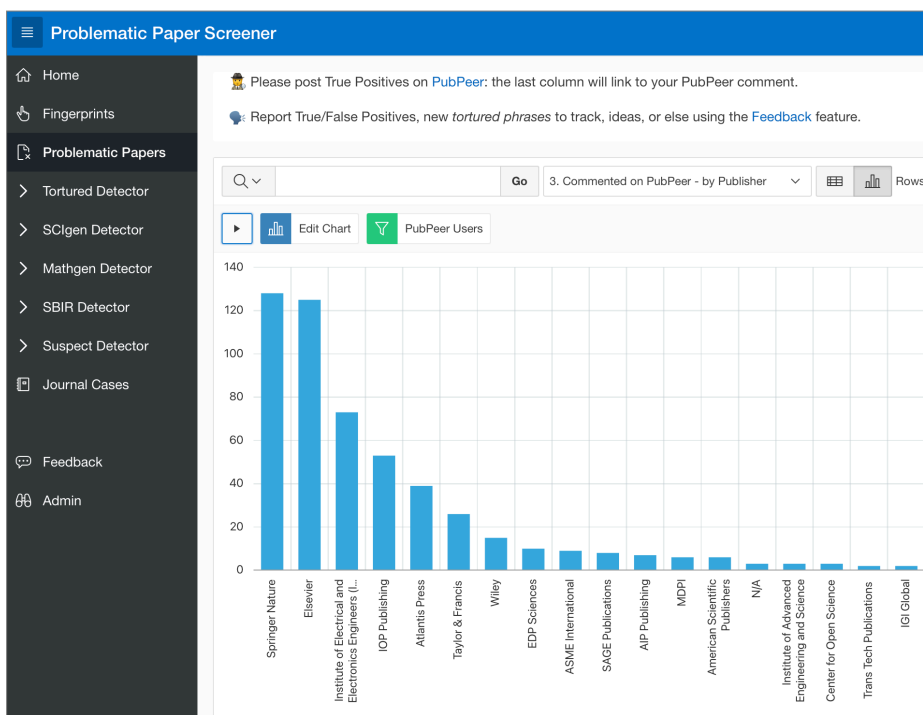 Problematic Paper Screener
Home
Fingerprints
Problematic Papers
Tortured Detector
SCIgen Detector
Mathgen Detector
SBIR Detector
Suspect Detector
Journal Cases
Feedback
Admin
Please post True Positives on PubPeer: the last column will link to your PubPeer comment.
Report True/False Positives, new tortured phrases to track, ideas, or else using the Feedback feature.
Go
3. Commented on PubPeer - by Publisher
Rows
Edit Chart
PubPeer Users
140
120
100
80
60
40
20
0
Springer Nature
Elsevier
Institute of Electrical and
Electronics Engineers (I...
IOP Publishing
Atlantis Press
Taylor & Francis
Wiley
EDP Sciences
ASME International
SAGE Publications
AIP Publishing
MDPI
American Scientific
Publishers
N/A
Institute of Advanced
Engineering and Science
Center for Open Science
Trans Tech Publications
IGI Global